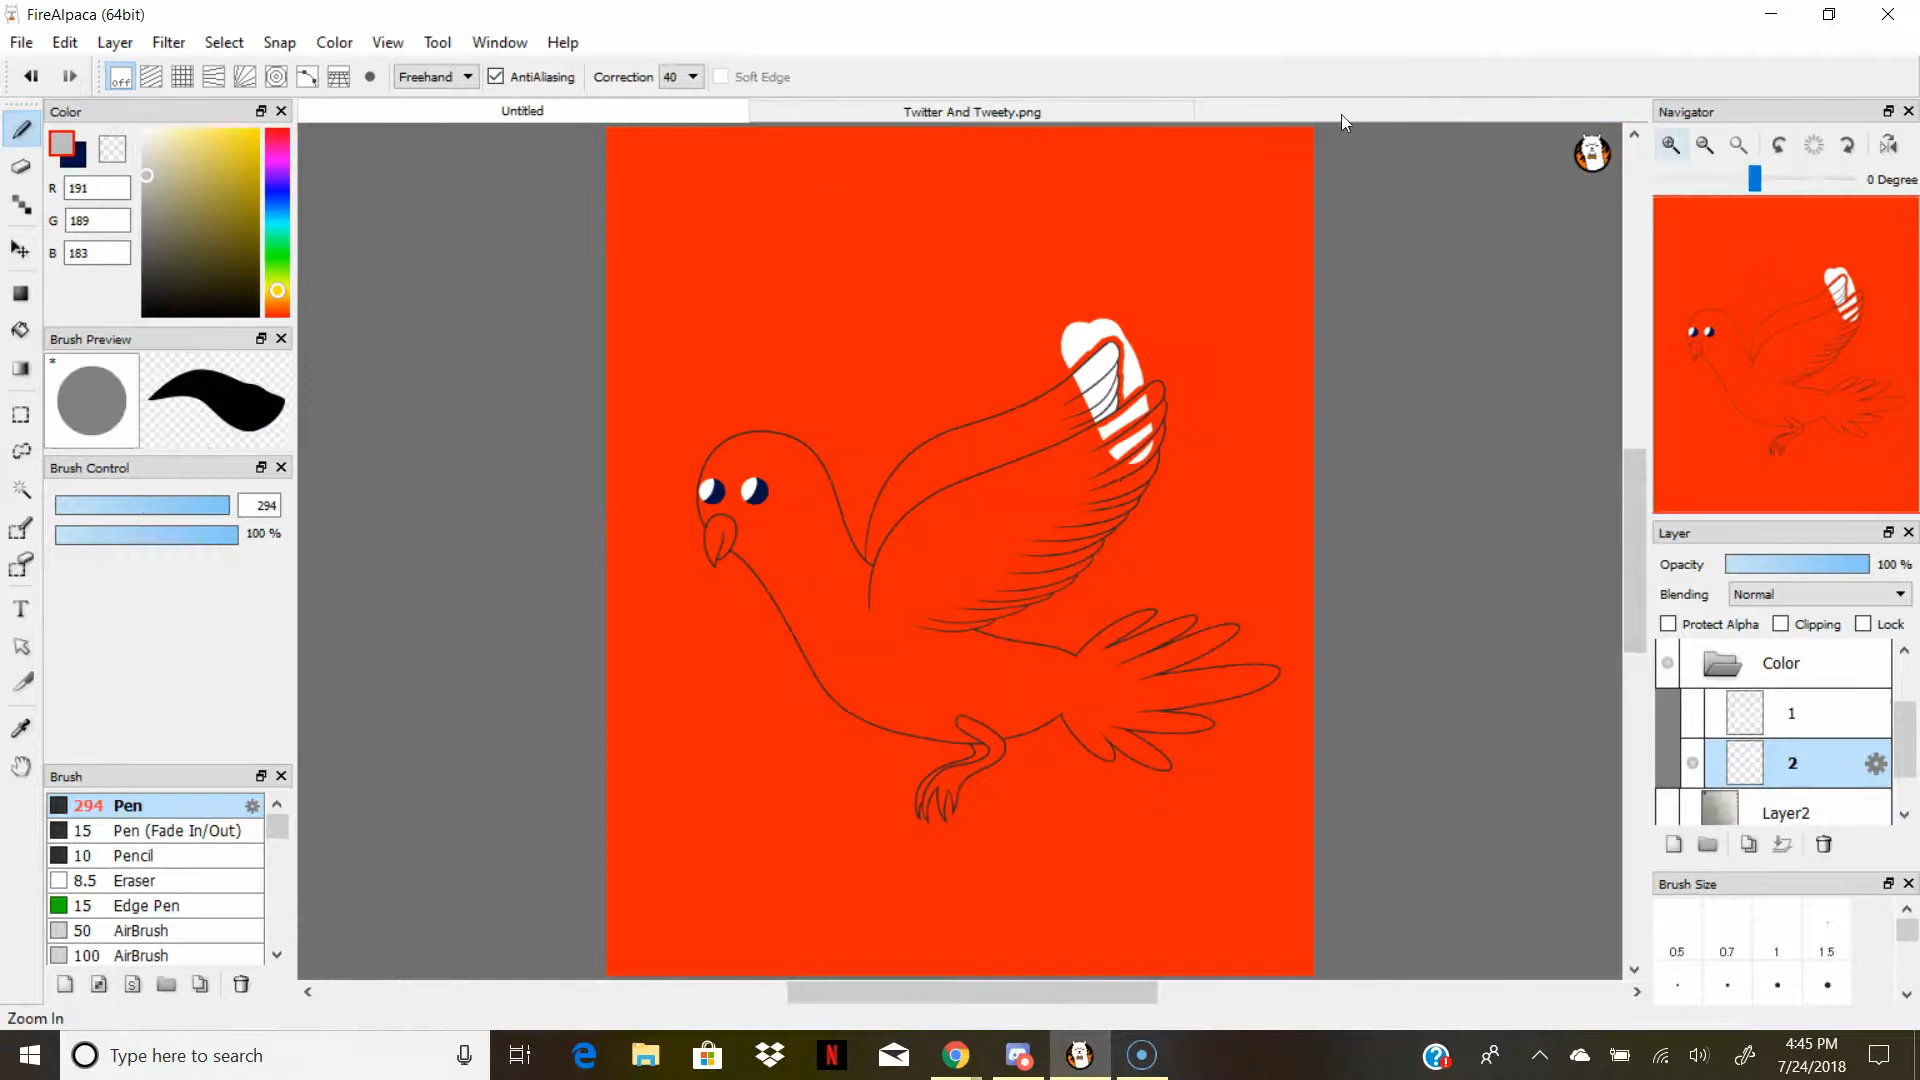 FireAlpaca (64bit)
File Edit Layer Filter Select Snap Color View Tool Window Help
off Freehand AntiAliasing Correction 40 Soft Edge
Color
Untitled
Twitter And Tweety.png
Navigator
R 191
G 189
B 183
0 Degree
Brush Preview
*
Brush Control
294
100 %
Layer
Opacity 100 %
Blending Normal
Protect Alpha Clipping Lock
Color
1
2
Layer2
Brush
294 Pen
15 Pen (Fade In/Out)
10 Pencil
8.5 Eraser
15 Edge Pen
50 AirBrush
100 AirBrush
Brush Size
0.5 0.7 1 1.5
Zoom In
Type here to search
4:45 PM
7/24/2018